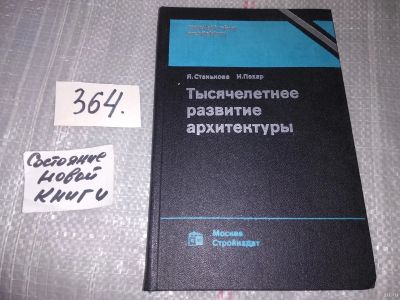 364.
Состояние
новой
книги
Я. Станькова И. Пехар
Тысячелетнее
развитие
архитектуры
Москва
Стройиздат